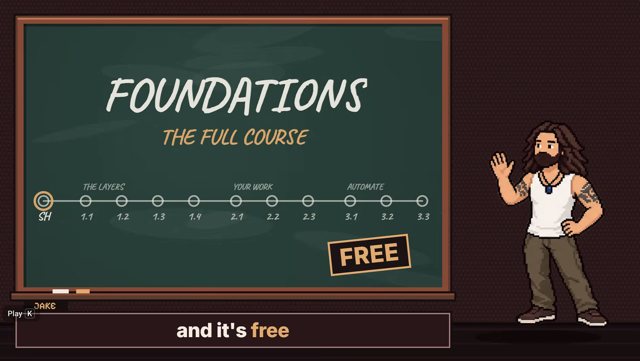 FOUNDATIONS
THE FULL COURSE
THE LAYERS YOUR WORK AUTOMATE
SH 1.1 1.2 1.3 1.4 2.1 2.2 2.3 3.1 3.2 3.3
FREE
JAKE
Play K
and it's free